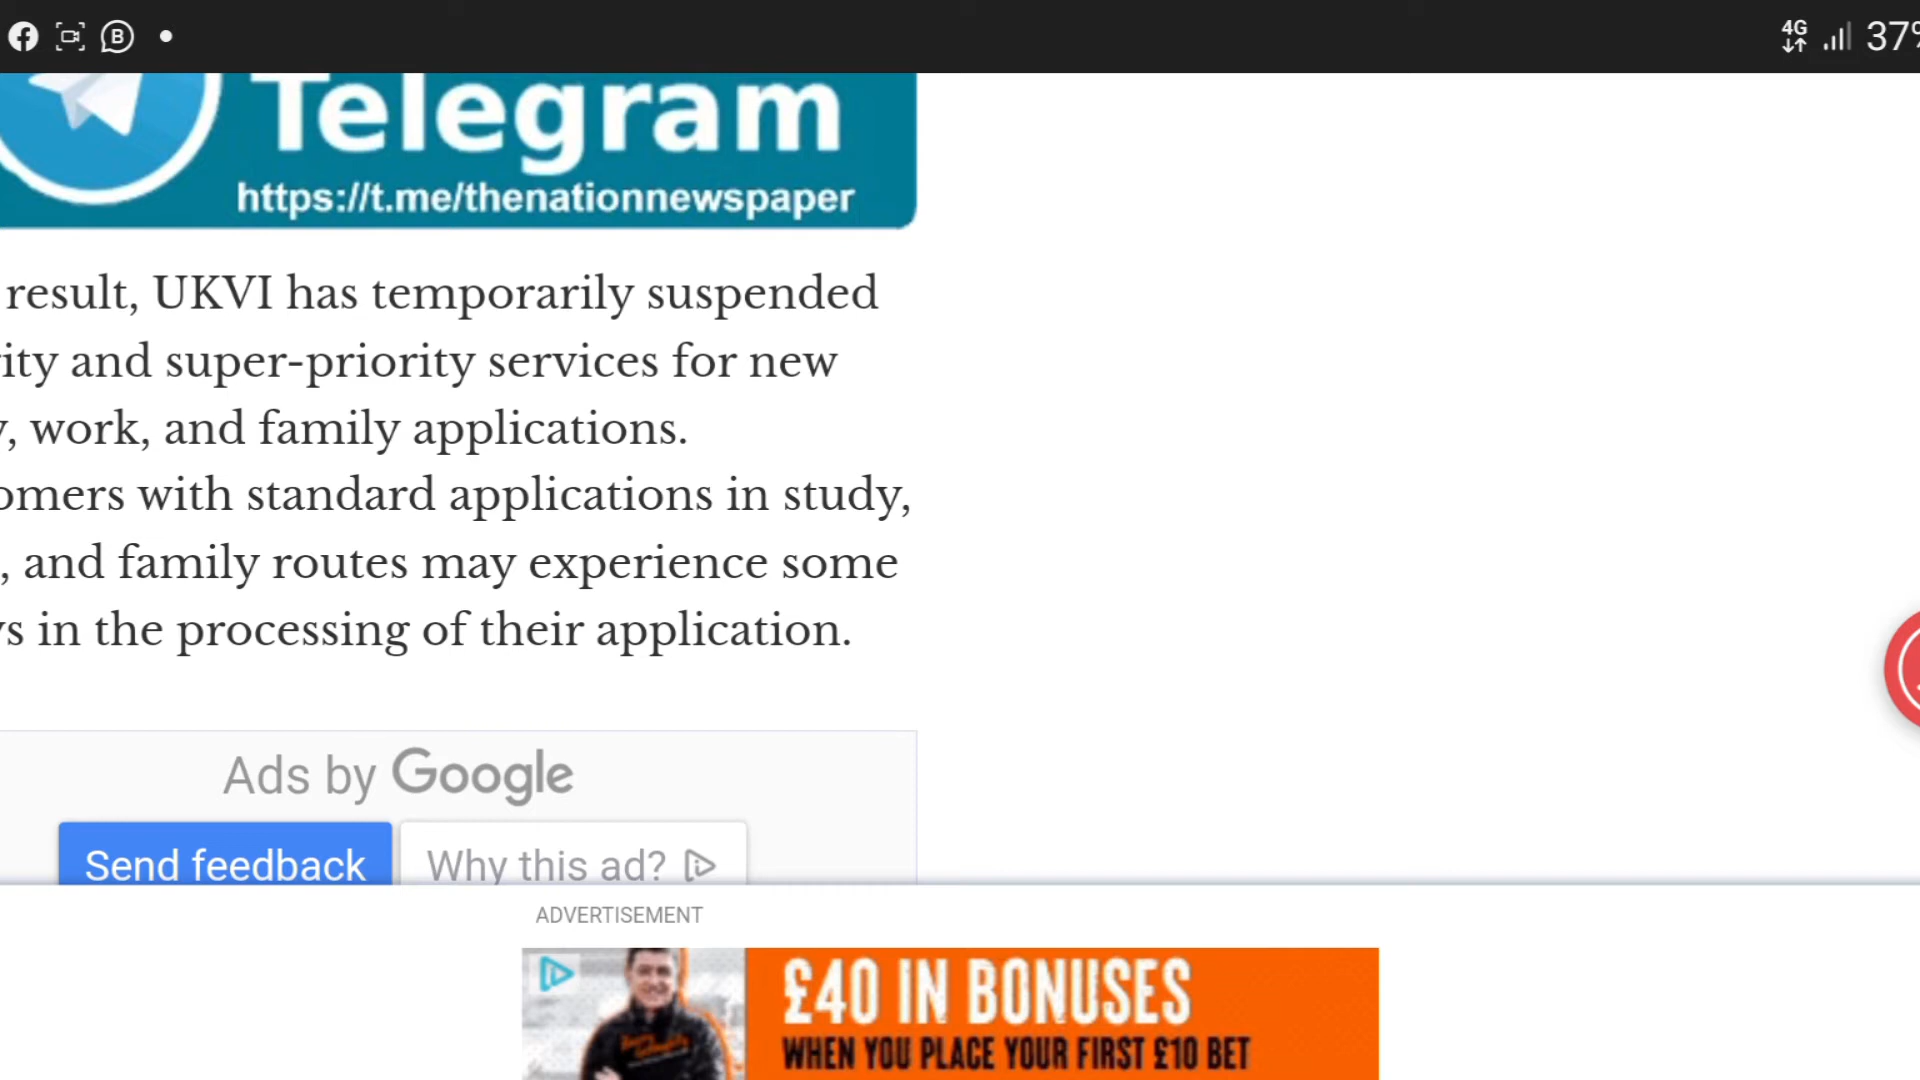 B
4G
37%
Telegram
https://t.me/thenationnewspaper
result, UKVI has temporarily suspended
and super-priority services for new
work, and family applications.
with standard applications in study,
, and family routes may experience some
in the processing of their application.
Ads by Google
Send feedback
Why this ad?
ADVERTISEMENT
£40 IN BONUSES
WHEN YOU PLACE YOUR FIRST £10 BET